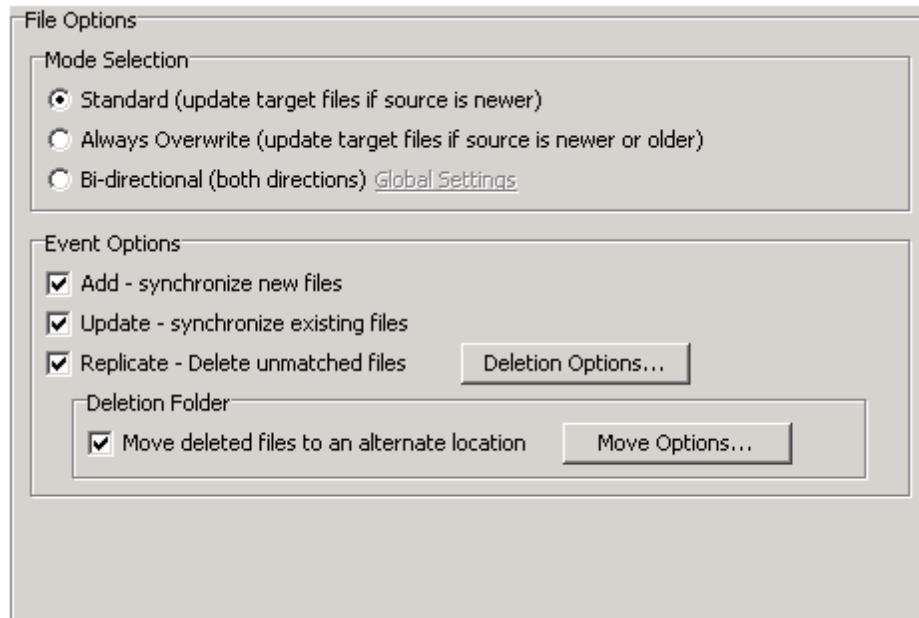 File Options
Mode Selection
Standard (update target files if source is newer)
Always Overwrite (update target files if source is newer or older)
Bi-directional (both directions) Global Settings
Event Options
Add - synchronize new files
Update - synchronize existing files
Replicate - Delete unmatched files Deletion Options...
Deletion Folder
Move deleted files to an alternate location Move Options...